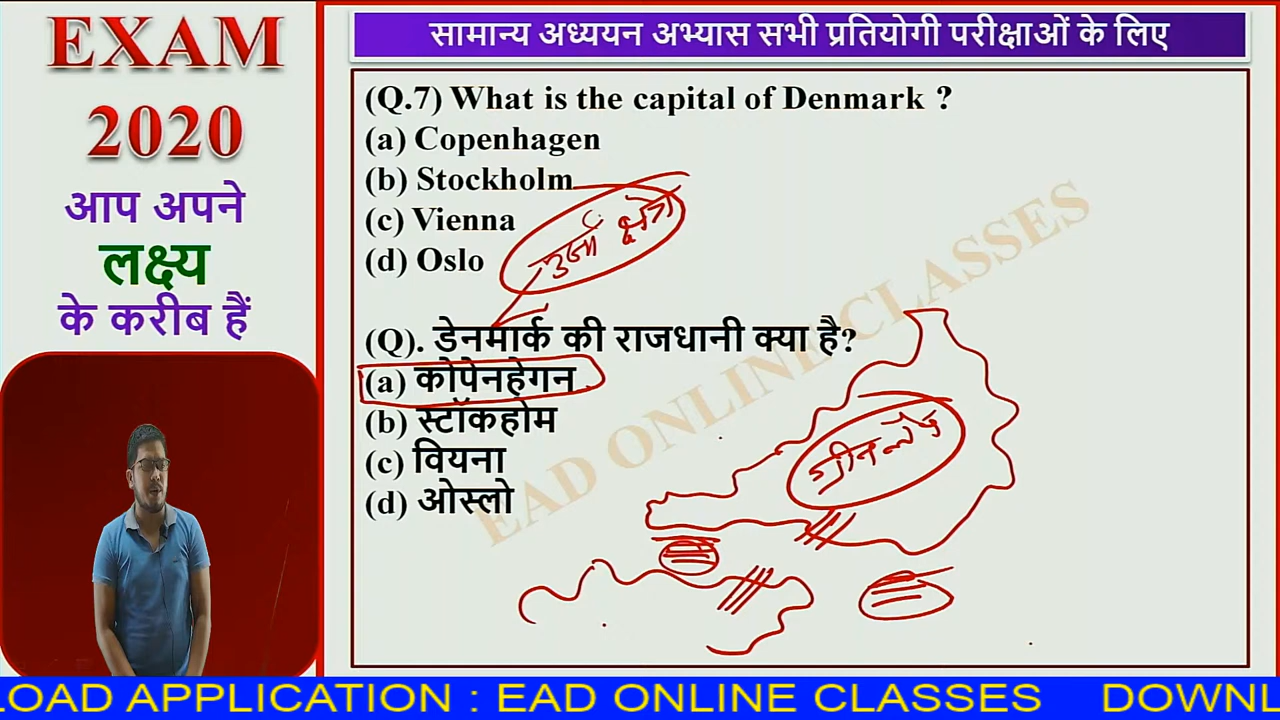 EXAM
2020
आप अपने
लक्ष्य
के करीब हैं
सामान्य अध्ययन अभ्यास सभी प्रतियोगी परीक्षाओं के लिए
(Q.7) What is the capital of Denmark ?
(a) Copenhagen
(b) Stockholm
(c) Vienna
(d) Oslo
(Q). डेनमार्क की राजधानी क्या है?
(a) कोपेनहेगन
(b) स्टॉकहोम
(c) वियना
(d) ओस्लो
EAD ONLINE CLASSES
LOAD APPLICATION : EAD ONLINE CLASSES DOWNL